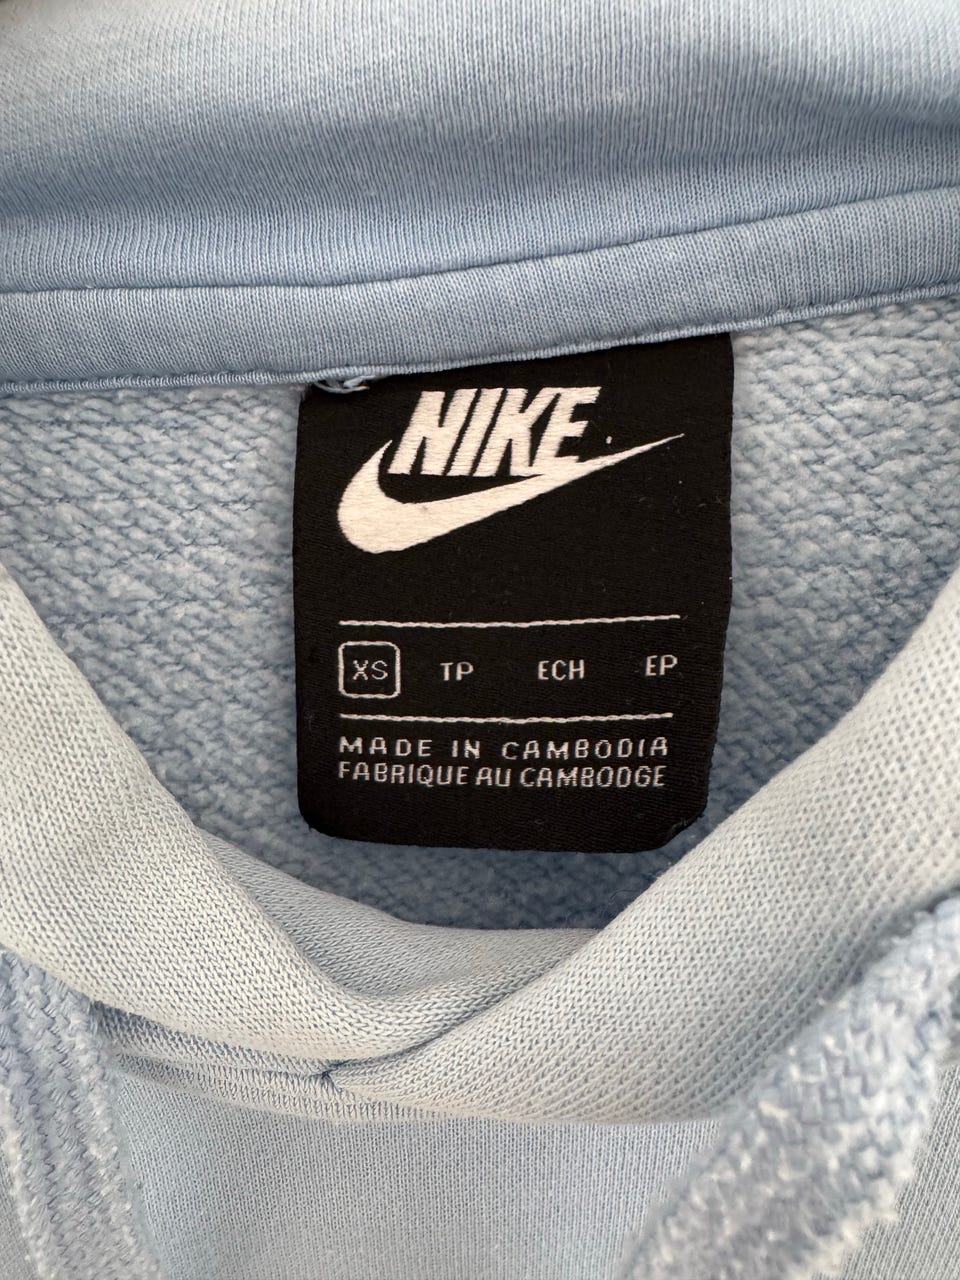 NIKE
XS TP ECH EP
MADE IN CAMBODIA
FABRIQUE AU CAMBODGE